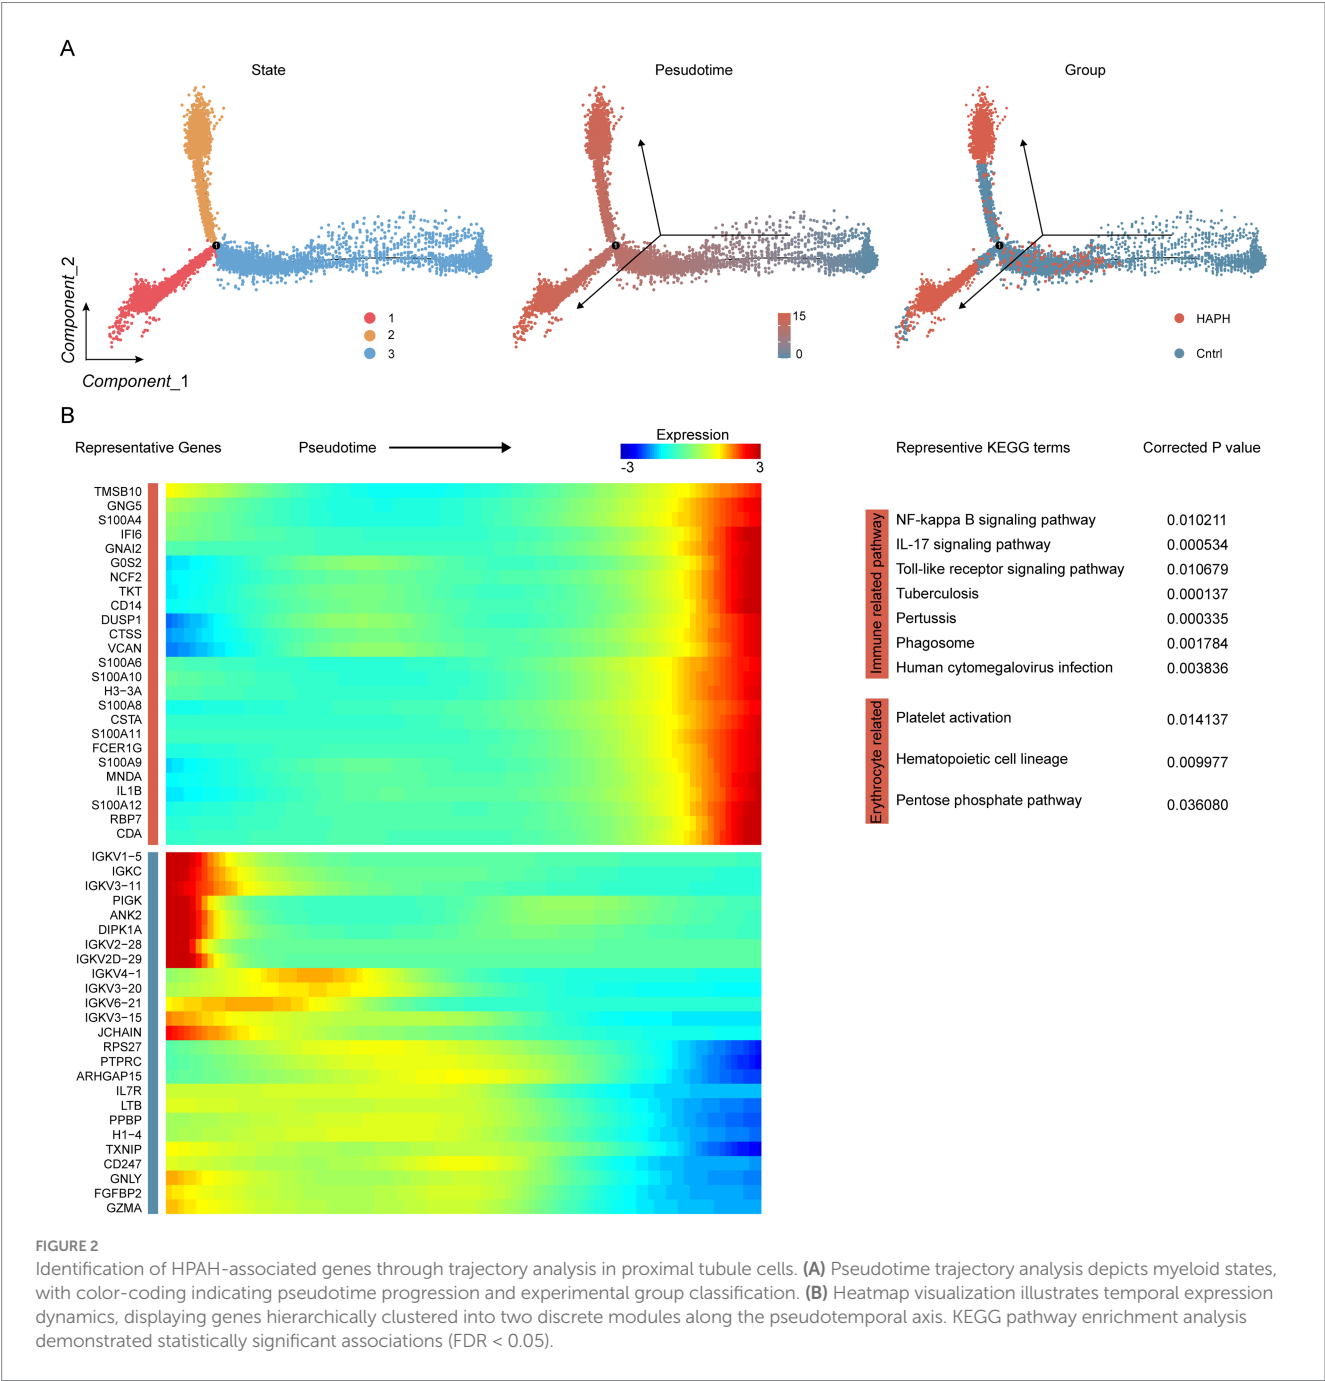 A
State
Pesudotime
Group
Component_2
Component_1
1
2
3
15
0
HAPH
Cntrl
B
Representative Genes
Pseudotime
Expression
-3
3
Representive KEGG terms
Corrected P value
TMSB10
GNG5
S100A4
IFI6
GNAI2
G0S2
NCF2
TKT
CD14
DUSP1
CTSS
VCAN
S100A6
S100A10
H3−3A
S100A8
CSTA
S100A11
FCER1G
S100A9
MNDA
IL1B
S100A12
RBP7
CDA
IGKV1−5
IGKC
IGKV3−11
PIGK
ANK2
DIPK1A
IGKV2−28
IGKV2D−29
IGKV4−1
IGKV3−20
IGKV6−21
IGKV3−15
JCHAIN
RPS27
PTPRC
ARHGAP15
IL7R
LTB
PPBP
H1−4
TXNIP
CD247
GNLY
FGFBP2
GZMA
Immune related pathway
NF-kappa B signaling pathway 0.010211
IL-17 signaling pathway 0.000534
Toll-like receptor signaling pathway 0.010679
Tuberculosis 0.000137
Pertussis 0.000335
Phagosome 0.001784
Human cytomegalovirus infection 0.003836
Erythrocyte related
Platelet activation 0.014137
Hematopoietic cell lineage 0.009977
Pentose phosphate pathway 0.036080
FIGURE 2
Identification of HPAH-associated genes through trajectory analysis in proximal tubule cells. (A) Pseudotime trajectory analysis depicts myeloid states,
with color-coding indicating pseudotime progression and experimental group classification. (B) Heatmap visualization illustrates temporal expression
dynamics, displaying genes hierarchically clustered into two discrete modules along the pseudotemporal axis. KEGG pathway enrichment analysis
demonstrated statistically significant associations (FDR < 0.05).